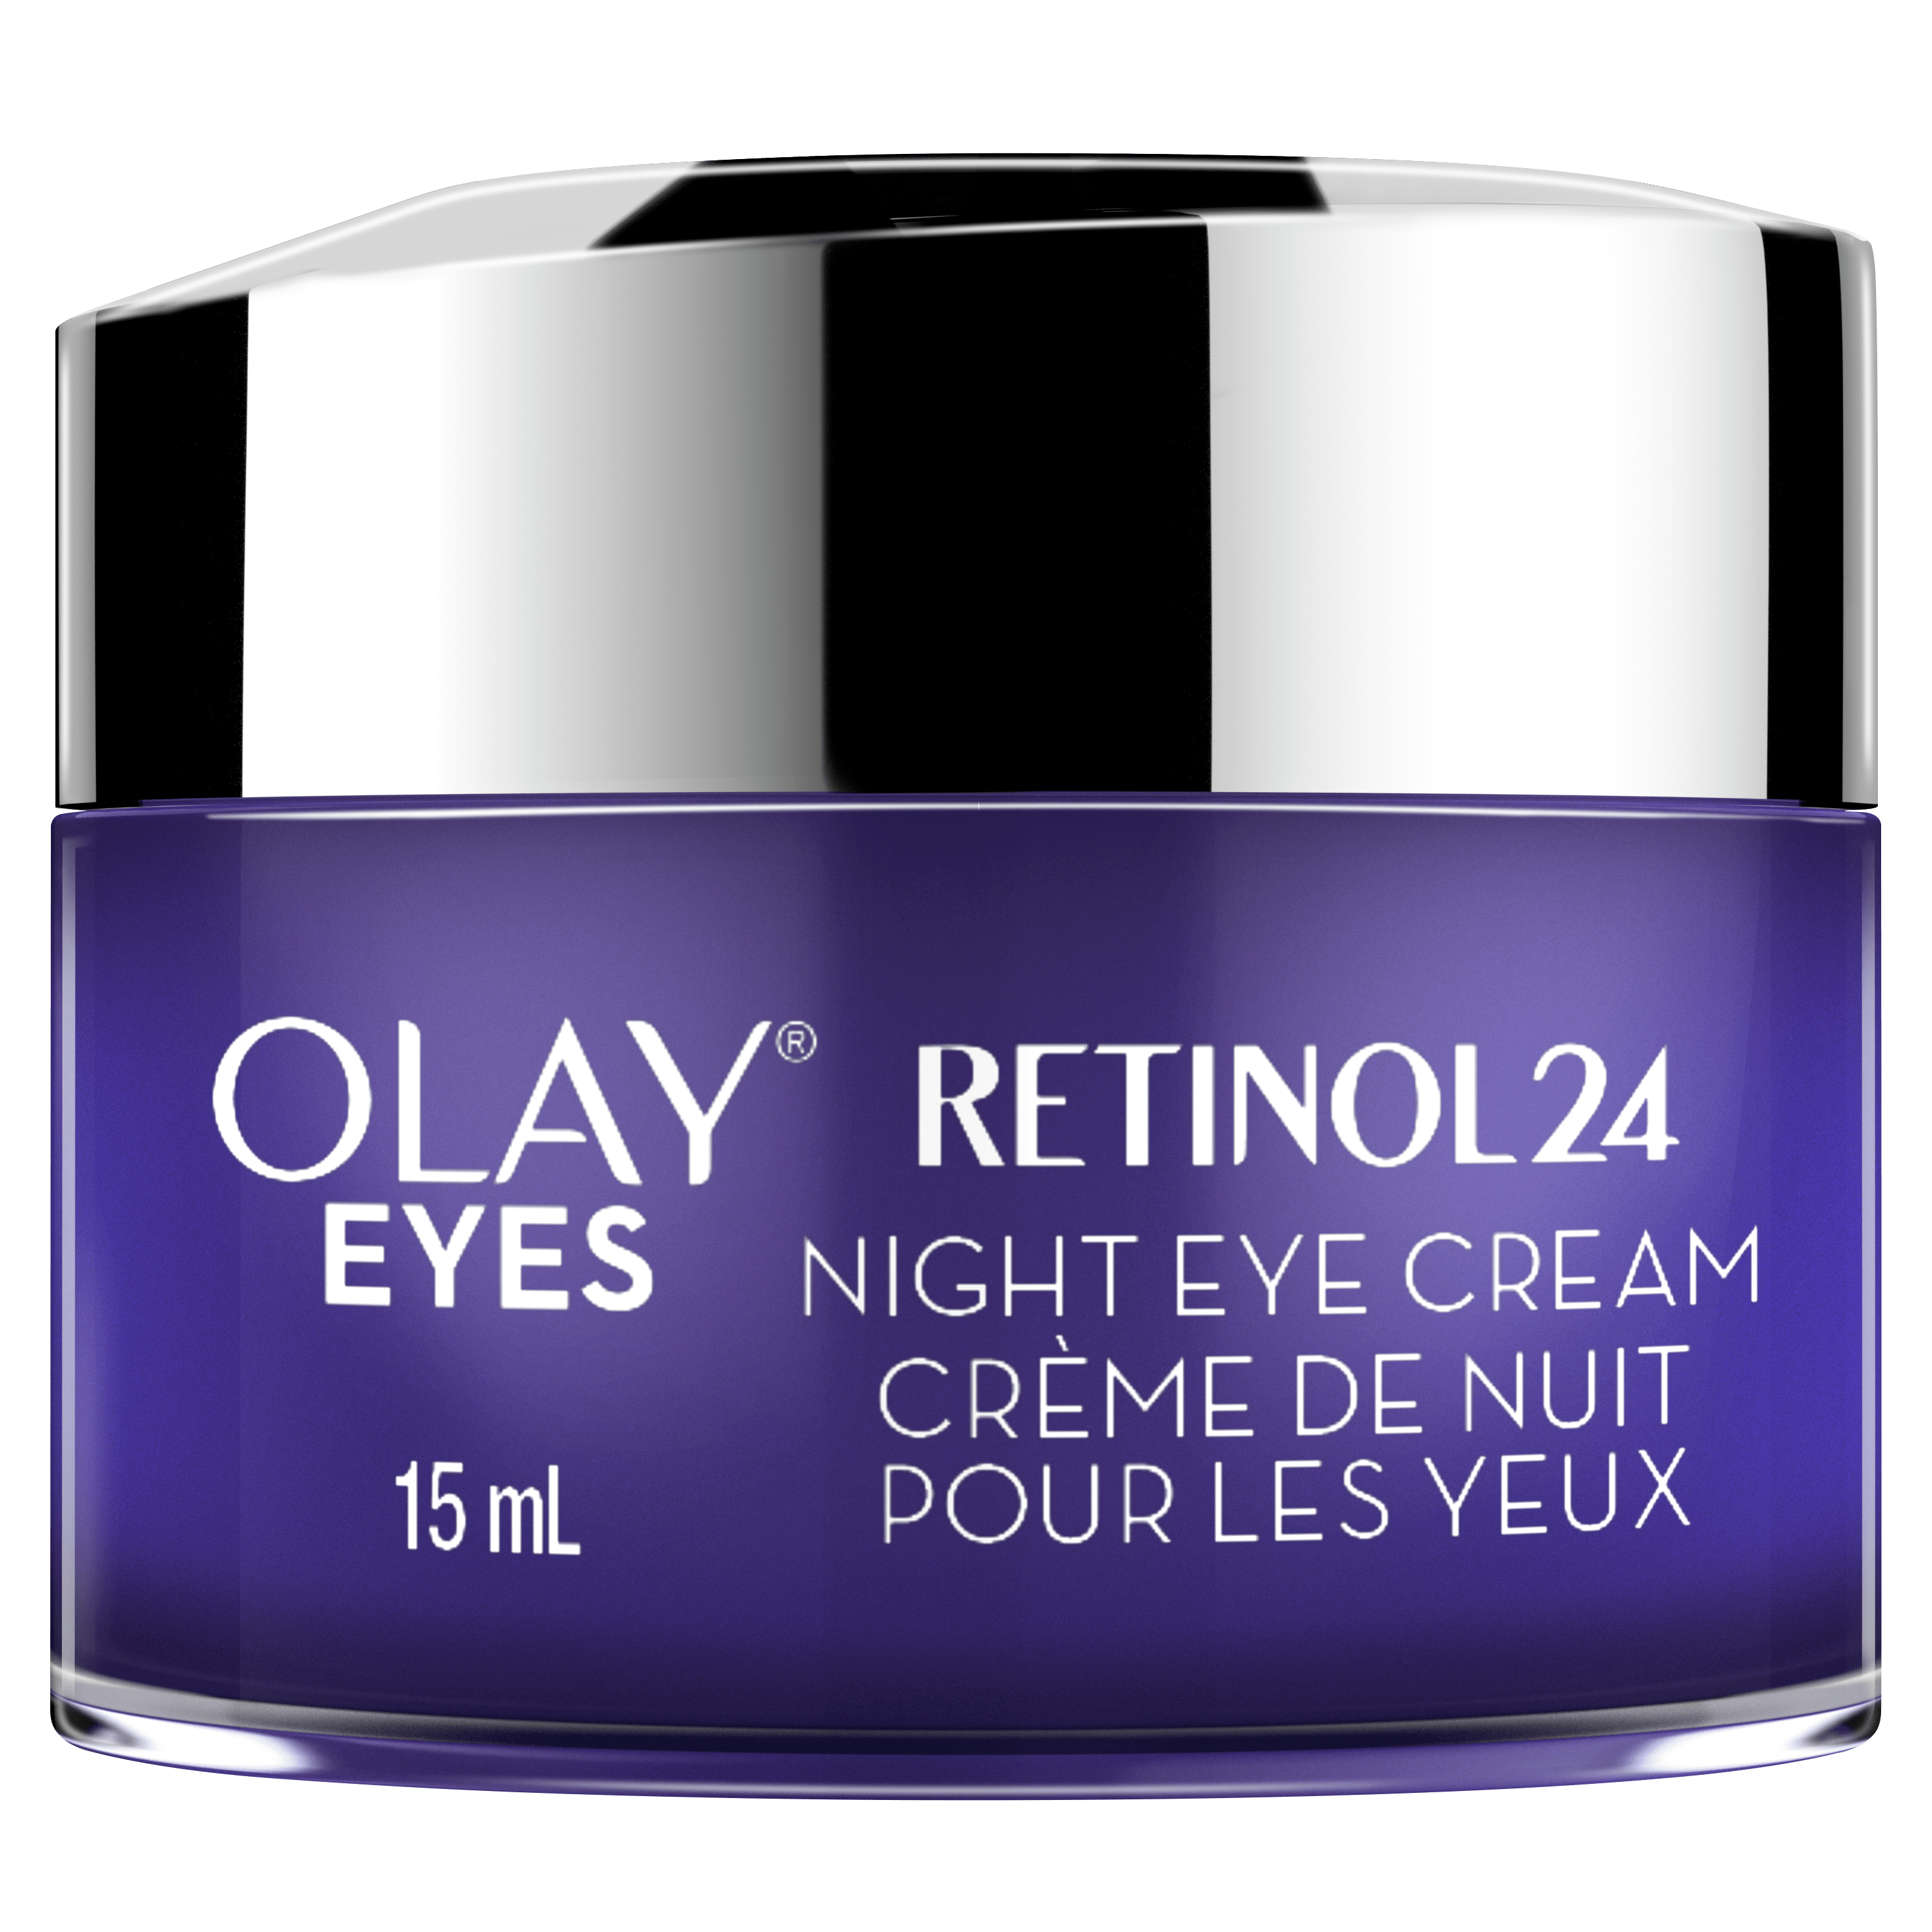 OLAY®
EYES
15 mL
RETINOL24
NIGHT EYE CREAM
CRÈME DE NUIT
POUR LES YEUX